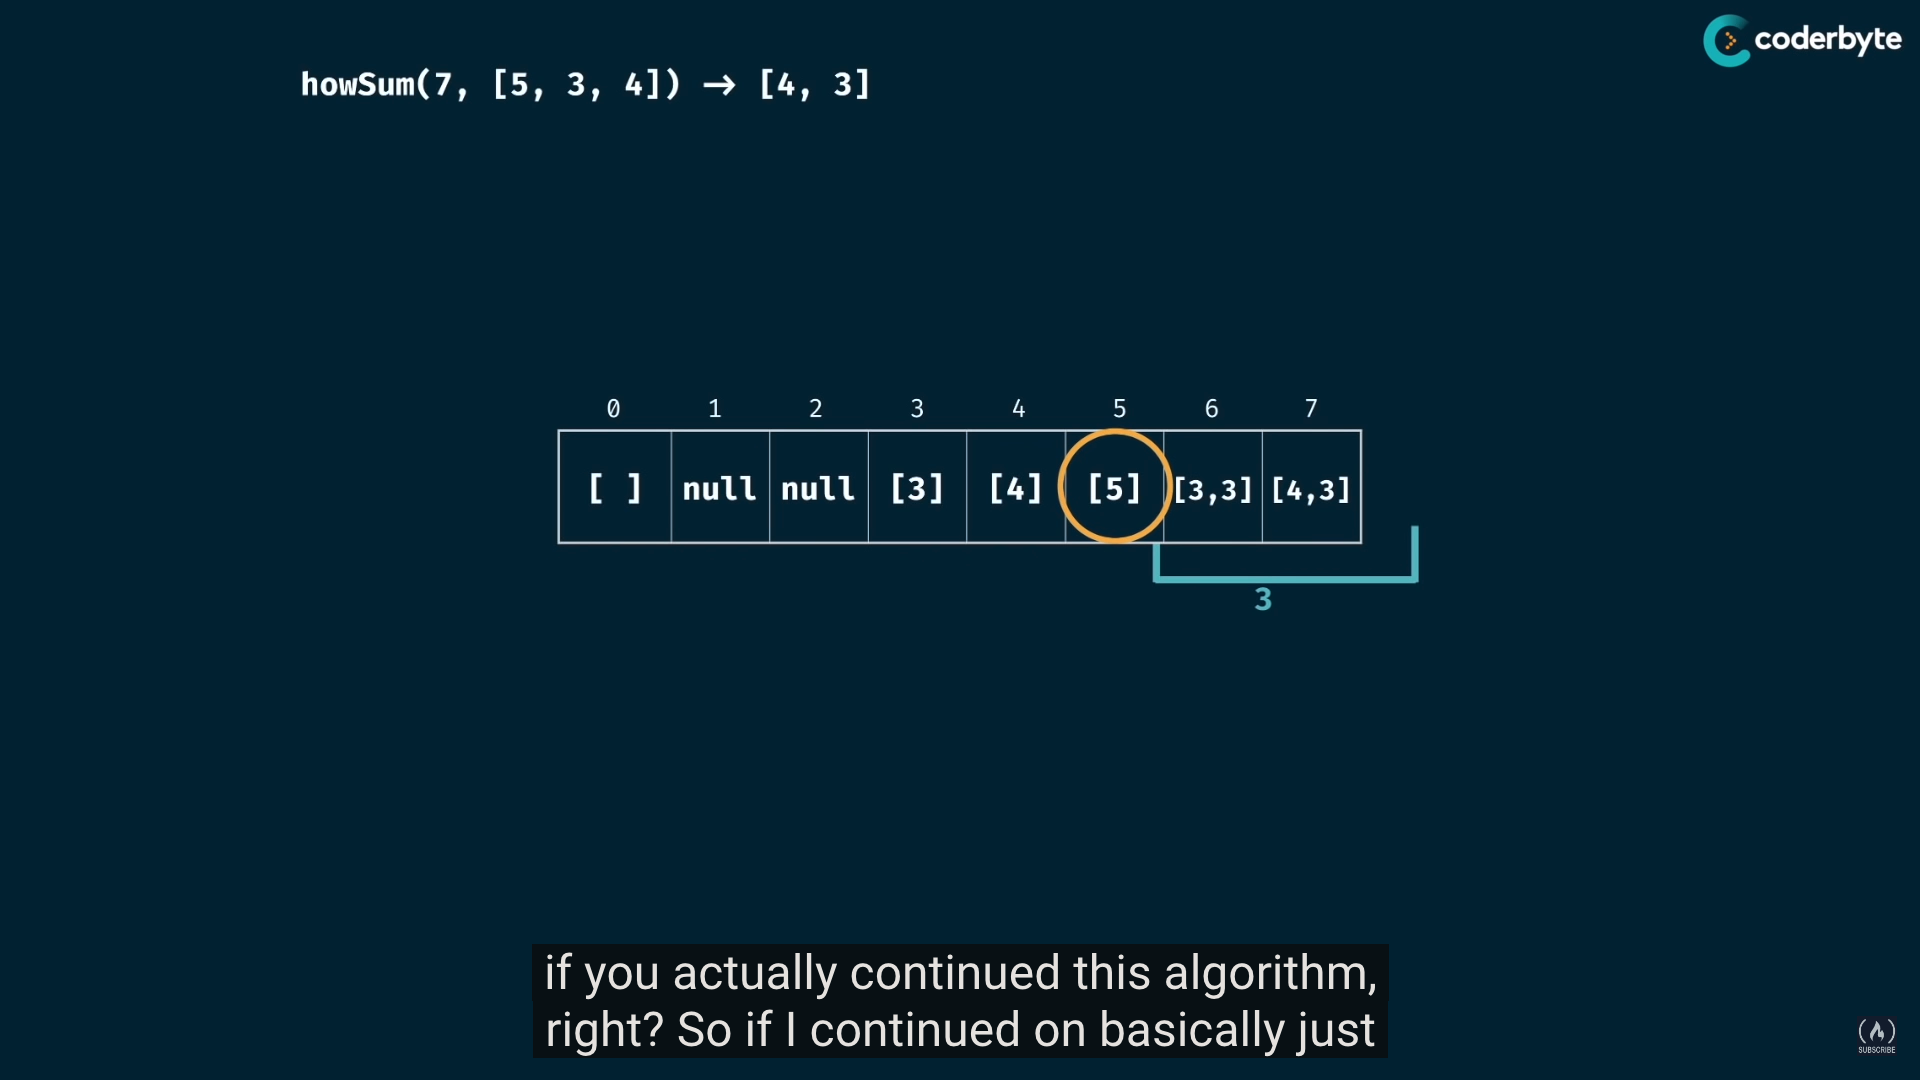 coderbyte
howSum(7, [5, 3, 4]) → [4, 3]
0 1 2 3 4 5 6 7
[ ] null null [3] [4] [5] [3,3] [4,3]
3
if you actually continued this algorithm,
right? So if I continued on basically just
SUBSCRIBE